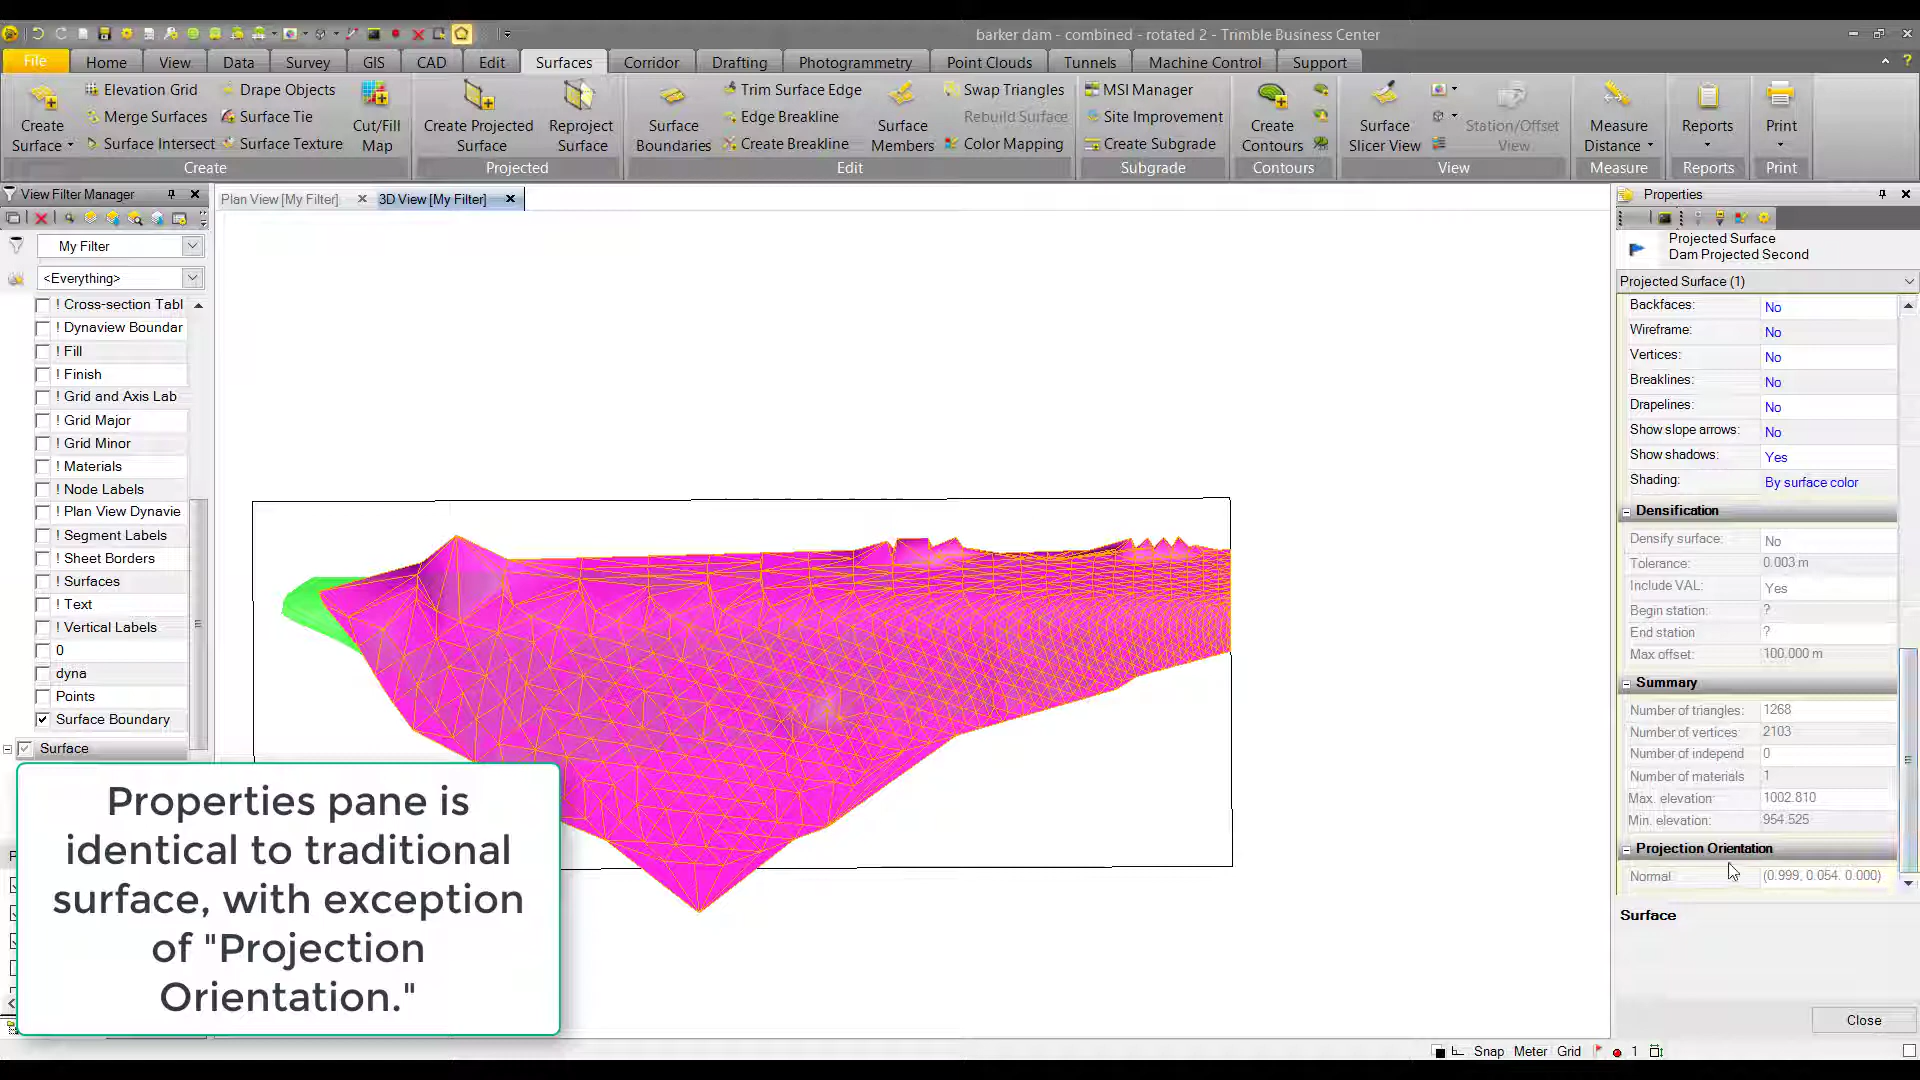 barker dam - combined - rotated 2 - Trimble Business Center
File Home View Data Survey GIS CAD Edit Surfaces Corridor Drafting Photogrammetry Point Clouds Tunnels Machine Control Support
Elevation Grid Drape Objects Trim Surface Edge Swap Triangles MSI Manager
Merge Surfaces Surface Tie Edge Breakline Rebuild Surface Site Improvement
Surface Intersect Surface Texture Create Breakline Color Mapping Create Subgrade
Create Surface
Cut/Fill Map
Create Projected Surface
Reproject Surface
Surface Boundaries
Surface Members
Create Contours
Surface Slicer View
Station/Offset View
Measure Distance
Reports
Print
Create Projected Edit Subgrade Contours View Measure Reports Print
View Filter Manager
Plan View [My Filter] 3D View [My Filter]
My Filter
<Everything>
! Cross-section Tabl
! Dynaview Boundar
! Fill
! Finish
! Grid and Axis Lab
! Grid Major
! Grid Minor
! Materials
! Node Labels
! Plan View Dynavie
! Segment Labels
! Sheet Borders
! Surfaces
! Text
! Vertical Labels
0
dyna
Points
Surface Boundary
Surface
Properties pane is
identical to traditional
surface, with exception
of "Projection
Orientation."
Properties
Projected Surface
Dam Projected Second
Projected Surface (1)
Backfaces: No
Wireframe: No
Vertices: No
Breaklines: No
Drapelines: No
Show slope arrows: No
Show shadows: Yes
Shading: By surface color
Densification
Densify surface: No
Tolerance: 0.003 m
Include VAL: Yes
Begin station: ?
End station ?
Max offset: 100.000 m
Summary
Number of triangles: 1268
Number of vertices: 2103
Number of independ 0
Number of materials 1
Max. elevation: 1002.810
Min. elevation: 954.525
Projection Orientation
Normal (0.999, 0.054. 0.000)
Surface
Close
Snap Meter Grid 1